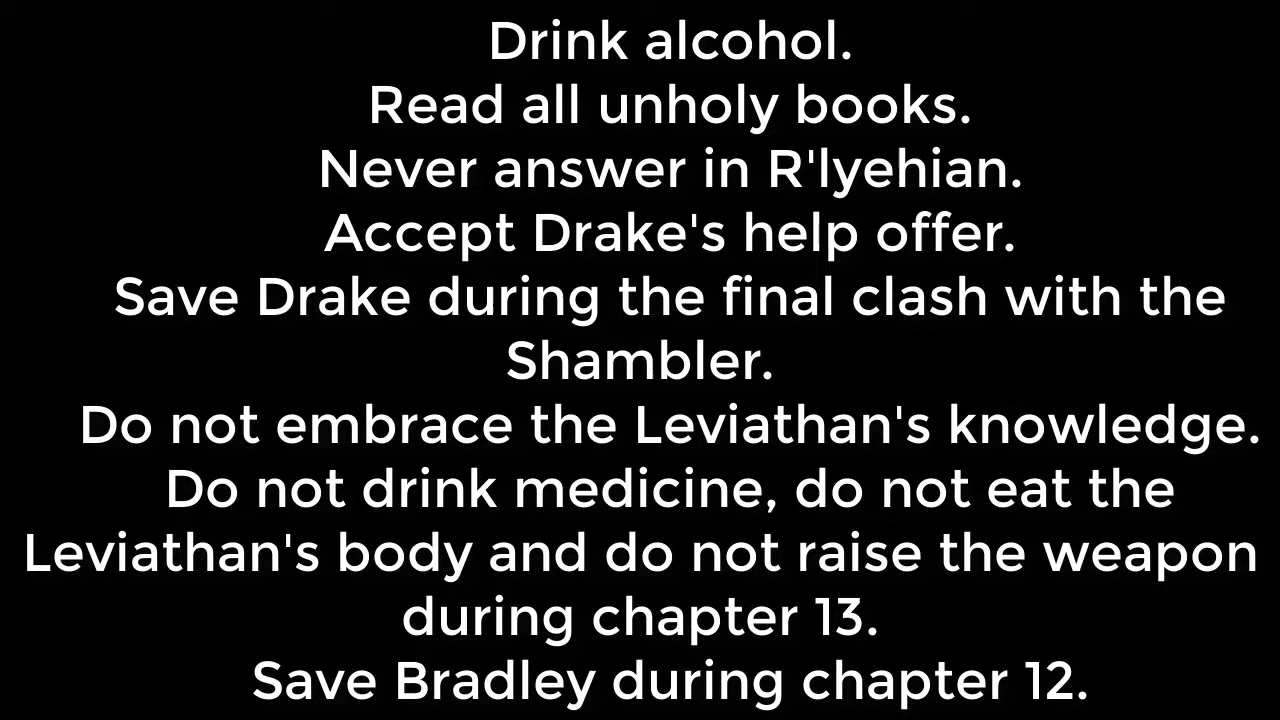 Drink alcohol.
Read all unholy books.
Never answer in R'lyehian.
Accept Drake's help offer.
Save Drake during the final clash with the
Shambler.
Do not embrace the Leviathan's knowledge.
Do not drink medicine, do not eat the
Leviathan's body and do not raise the weapon
during chapter 13.
Save Bradley during chapter 12.